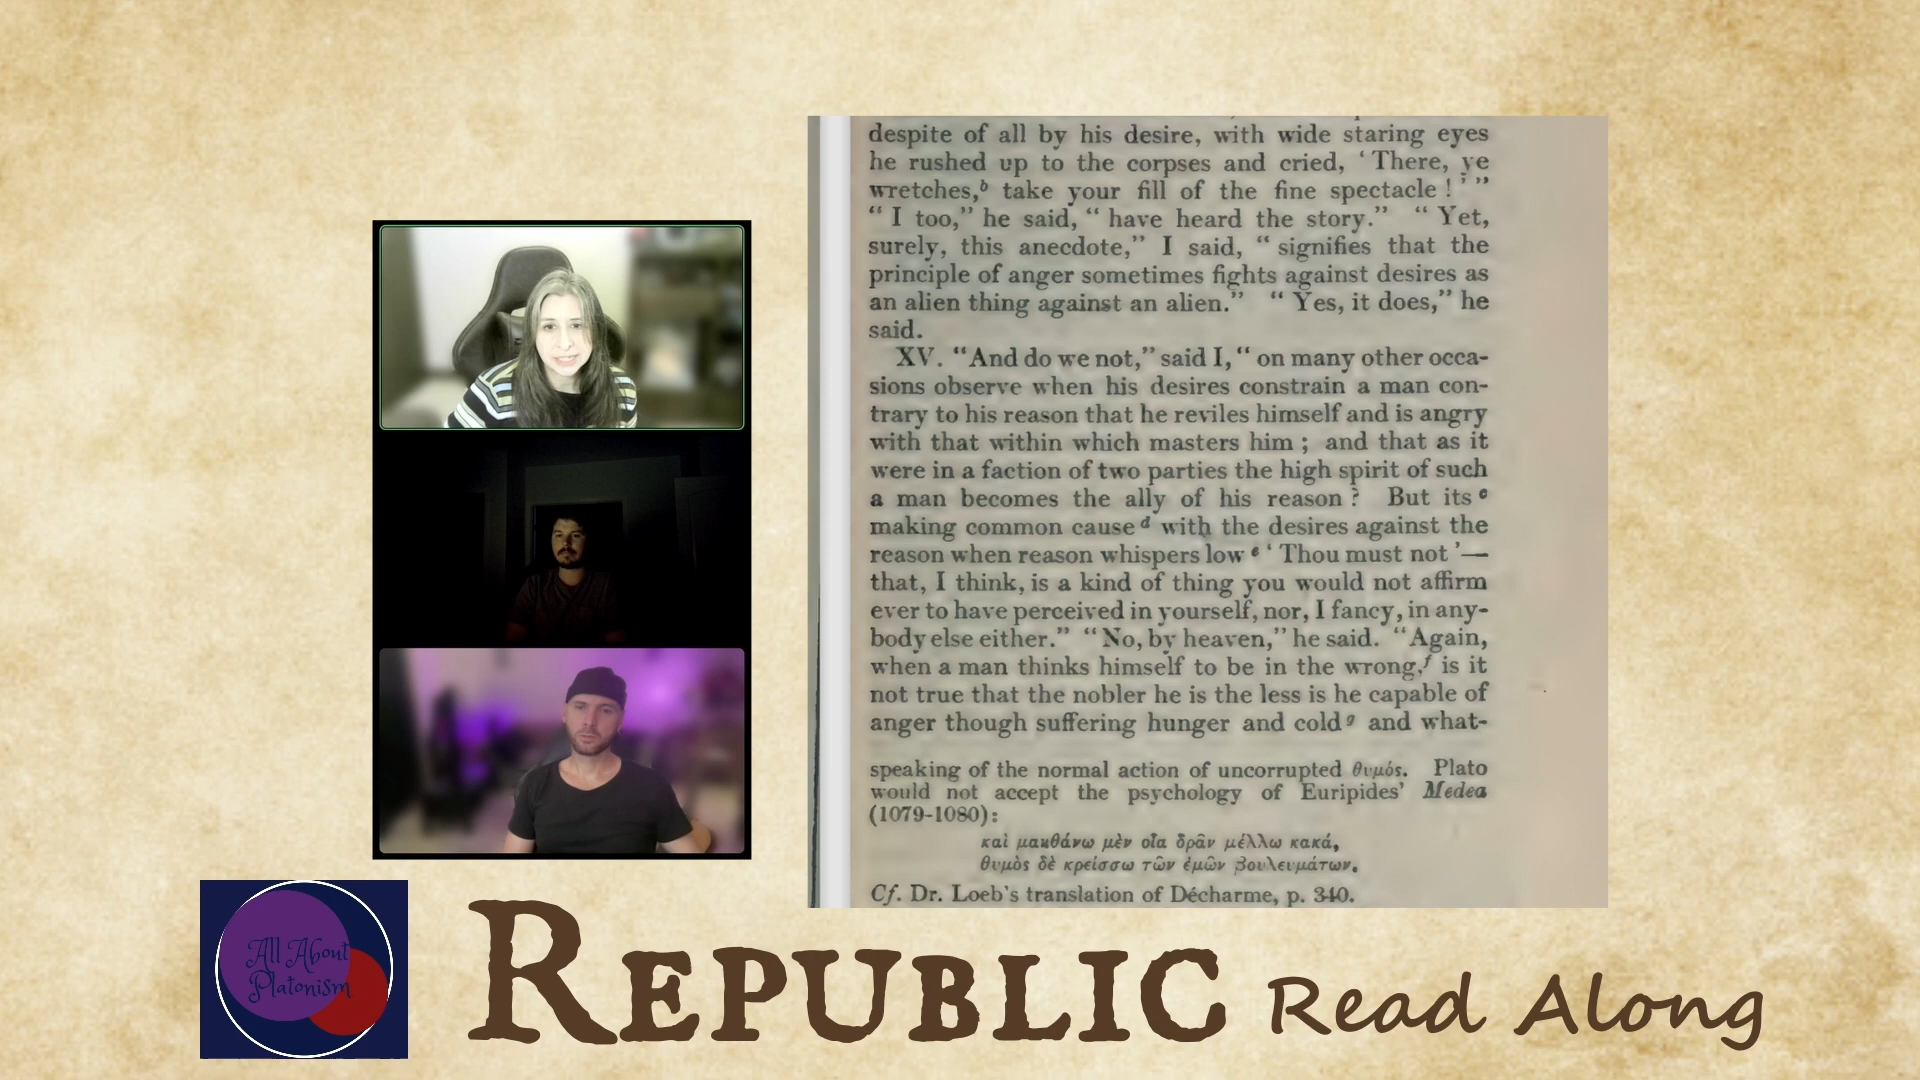 despite of all by his desire, with wide staring eyes
he rushed up to the corpses and cried, ‘ There, ye
wretches,ᵇ take your fill of the fine spectacle ! ’ ”
“ I too,” he said, “ have heard the story.” “ Yet,
surely, this anecdote,” I said, “ signifies that the
principle of anger sometimes fights against desires as
an alien thing against an alien.” “ Yes, it does,” he
said.
XV. “And do we not,” said I, “ on many other occa-
sions observe when his desires constrain a man con-
trary to his reason that he reviles himself and is angry
with that within which masters him ; and that as it
were in a faction of two parties the high spirit of such
a man becomes the ally of his reason ? But its ᶜ
making common cause ᵈ with the desires against the
reason when reason whispers low ᵉ ‘ Thou must not ’—
that, I think, is a kind of thing you would not affirm
ever to have perceived in yourself, nor, I fancy, in any-
body else either.” “ No, by heaven,” he said. “Again,
when a man thinks himself to be in the wrong,ᶠ is it
not true that the nobler he is the less is he capable of
anger though suffering hunger and cold ᵍ and what-
speaking of the normal action of uncorrupted θυμός. Plato
would not accept the psychology of Euripides’ Medea
(1079-1080):
καὶ μανθάνω μὲν οἷα δρᾶν μέλλω κακά,
θυμὸς δὲ κρείσσω τῶν ἐμῶν βουλευμάτων.
Cf. Dr. Loeb’s translation of Décharme, p. 340.
All About
Platonism
REPUBLIC Read Along